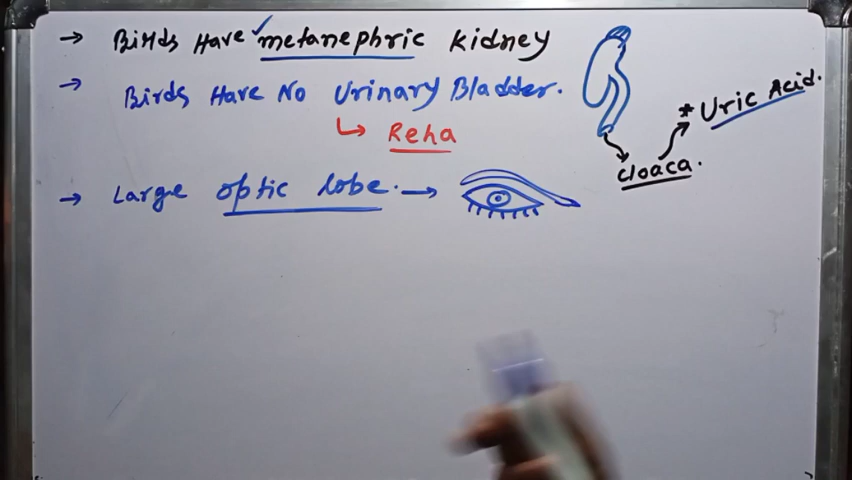 → Birds Have ✓metanephric Kidney
→ Birds Have No Urinary Bladder.
↳ Reha
* Uric Acid.
cloaca.
→ Large optic lobe. →